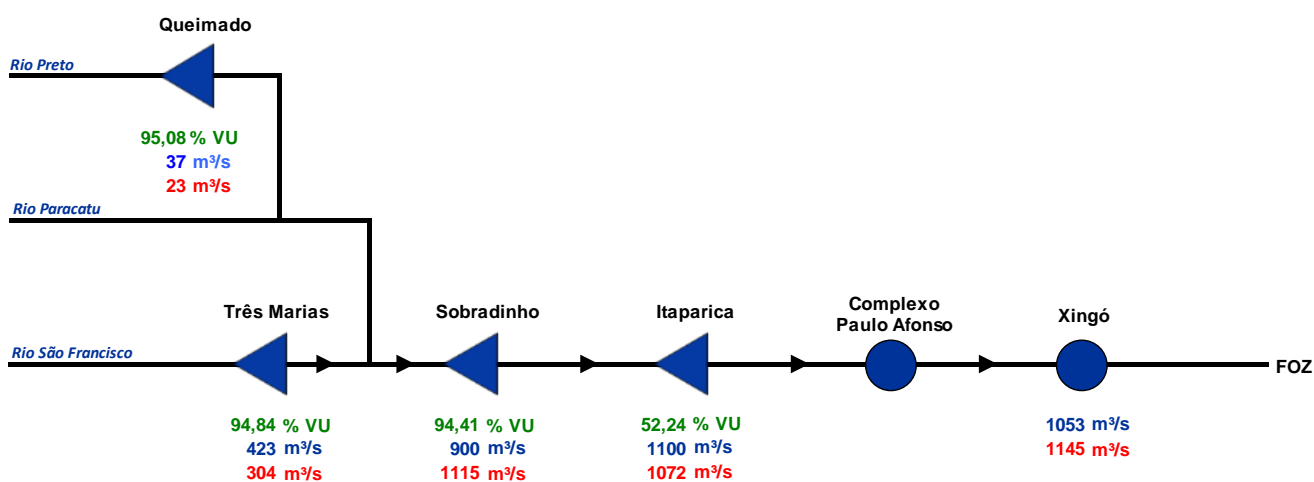 Queimado
Rio Preto
95,08 % VU
37 m³/s
23 m³/s
Rio Paracatu
Três Marias
Sobradinho
Itaparica
Complexo
Paulo Afonso
Xingó
Rio São Francisco
FOZ
94,84 % VU
423 m³/s
304 m³/s
94,41 % VU
900 m³/s
1115 m³/s
52,24 % VU
1100 m³/s
1072 m³/s
1053 m³/s
1145 m³/s